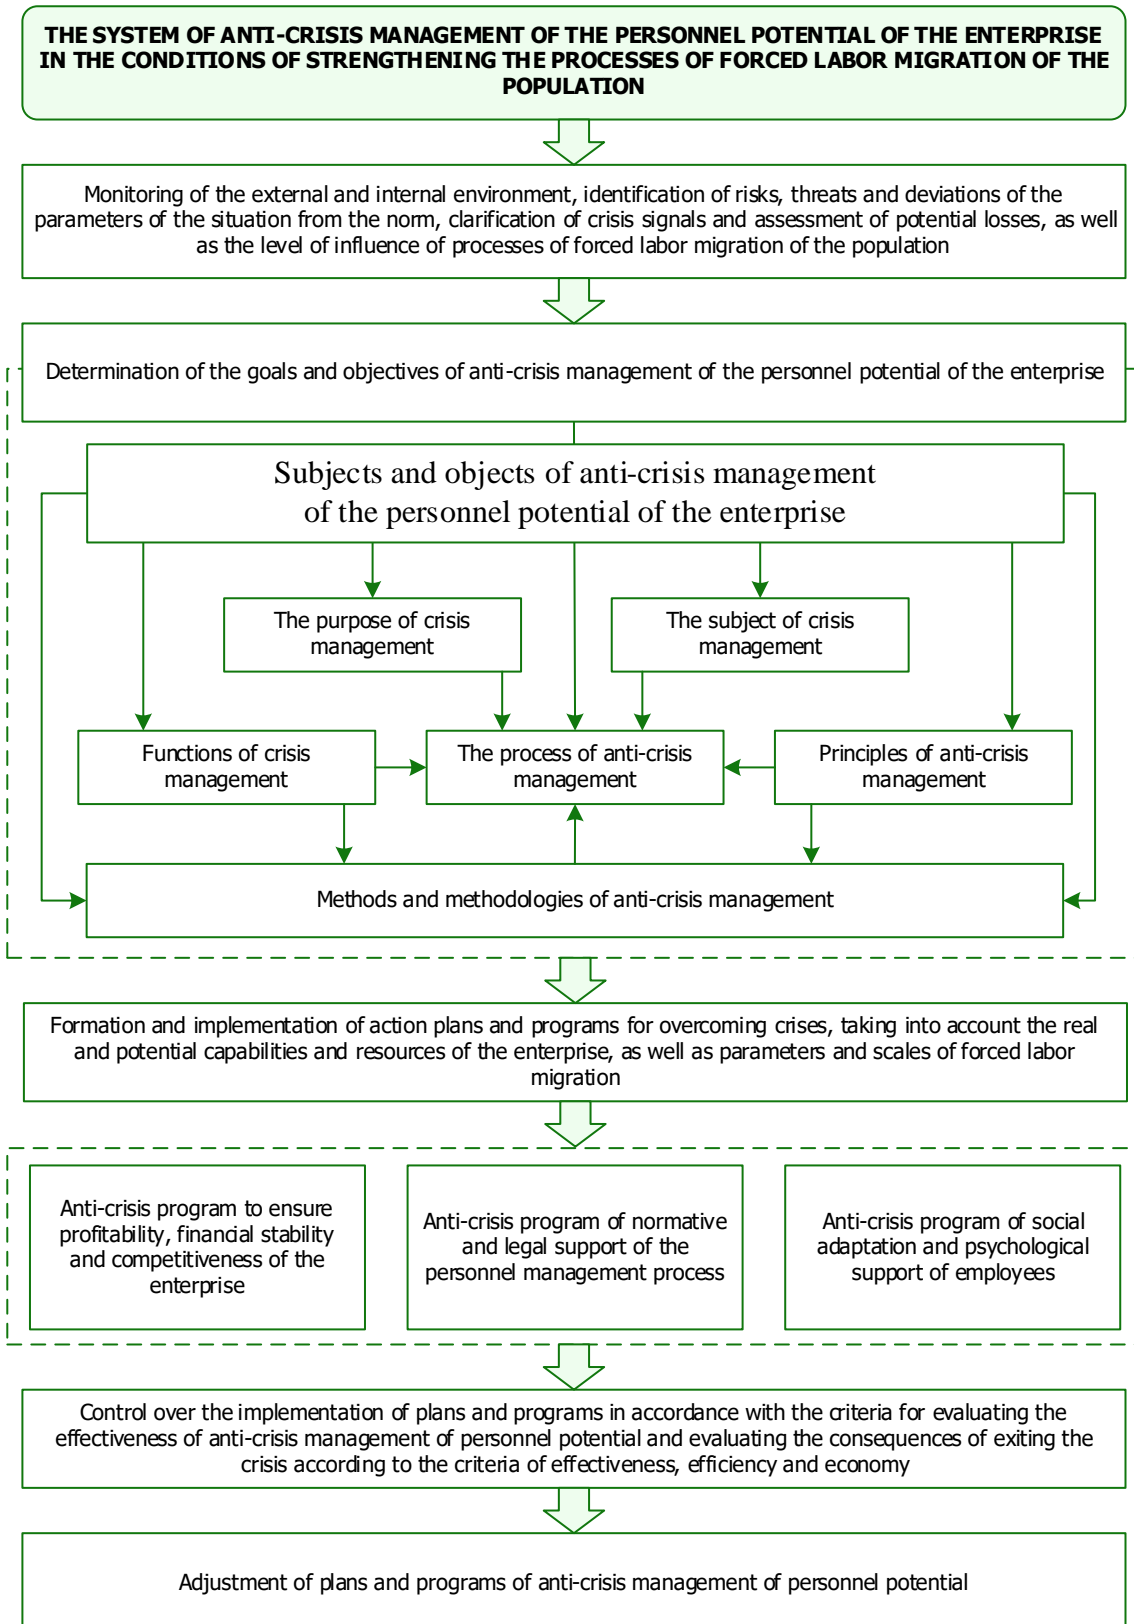 THE SYSTEM OF ANTI-CRISIS MANAGEMENT OF THE PERSONNEL POTENTIAL OF THE ENTERPRISE
IN THE CONDITIONS OF STRENGTHENING THE PROCESSES OF FORCED LABOR MIGRATION OF THE
POPULATION
Monitoring of the external and internal environment, identification of risks, threats and deviations of the
parameters of the situation from the norm, clarification of crisis signals and assessment of potential losses, as well
as the level of influence of processes of forced labor migration of the population
Determination of the goals and objectives of anti-crisis management of the personnel potential of the enterprise
Subjects and objects of anti-crisis management
of the personnel potential of the enterprise
The purpose of crisis
management
The subject of crisis
management
Functions of crisis
management
The process of anti-crisis
management
Principles of anti-crisis
management
Methods and methodologies of anti-crisis management
Formation and implementation of action plans and programs for overcoming crises, taking into account the real
and potential capabilities and resources of the enterprise, as well as parameters and scales of forced labor
migration
Anti-crisis program to ensure
profitability, financial stability
and competitiveness of the
enterprise
Anti-crisis program of normative
and legal support of the
personnel management process
Anti-crisis program of social
adaptation and psychological
support of employees
Control over the implementation of plans and programs in accordance with the criteria for evaluating the
effectiveness of anti-crisis management of personnel potential and evaluating the consequences of exiting the
crisis according to the criteria of effectiveness, efficiency and economy
Adjustment of plans and programs of anti-crisis management of personnel potential